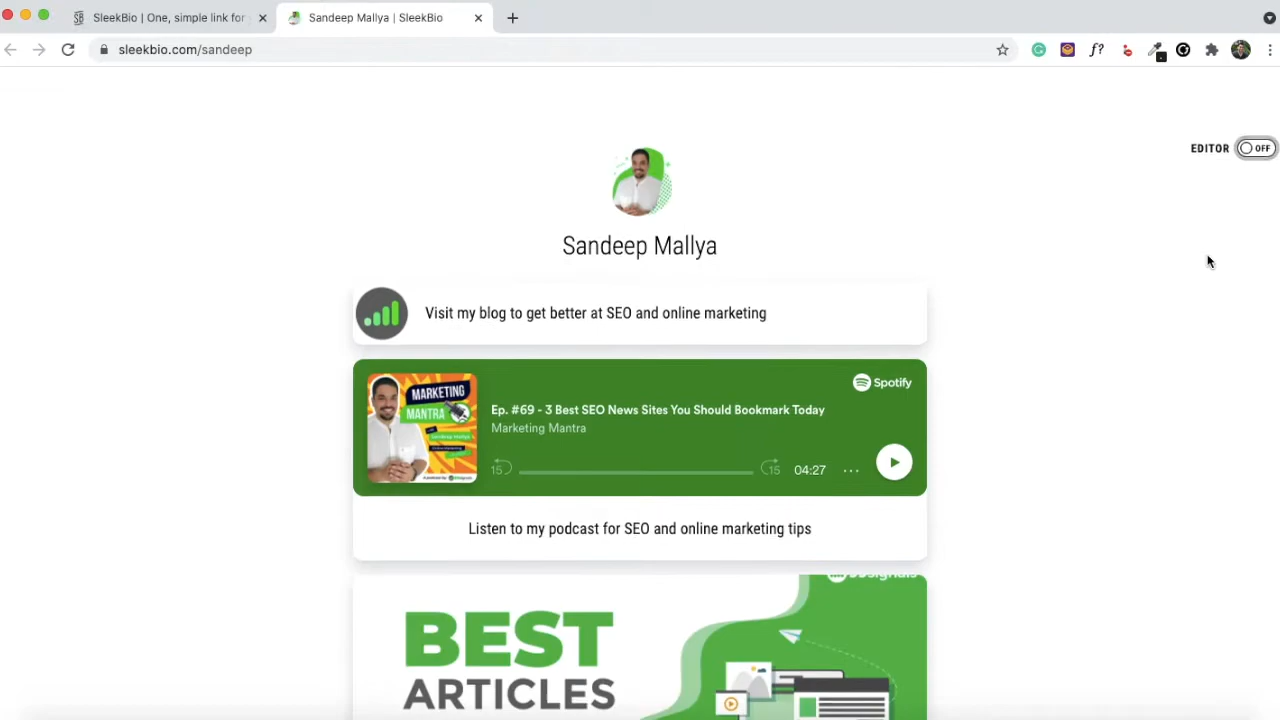 SleekBio | One, simple link for
Sandeep Mallya | SleekBio
sleekbio.com/sandeep
f?
EDITOR
OFF
Sandeep Mallya
Visit my blog to get better at SEO and online marketing
MARKETING
MANTRA
Spotify
Ep. #69 - 3 Best SEO News Sites You Should Bookmark Today
Marketing Mantra
15
15
04:27
Listen to my podcast for SEO and online marketing tips
BEST
ARTICLES